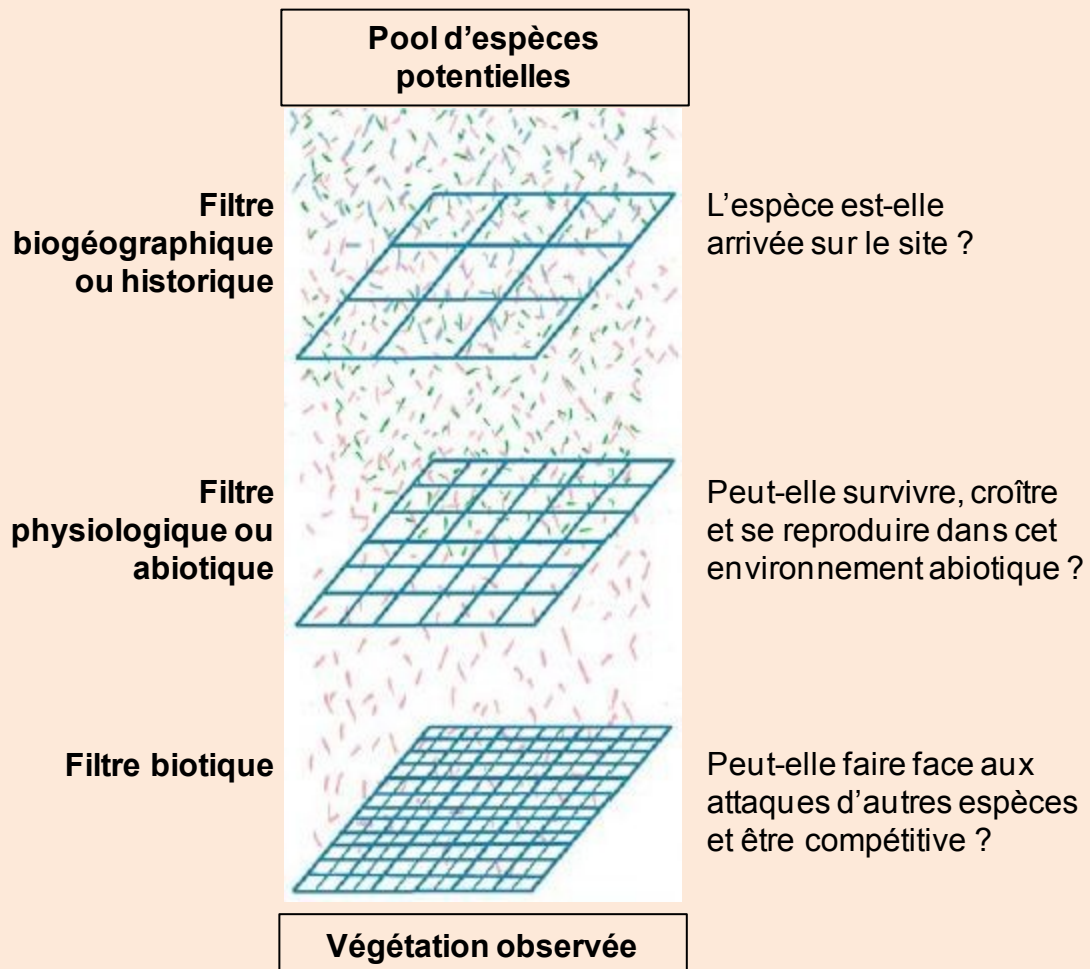 Pool d'espèces
potentielles
Filtre
biogéographique
ou historique
L'espèce est-elle
arrivée sur le site ?
Filtre
physiologique ou
abiotique
Peut-elle survivre, croître
et se reproduire dans cet
environnement abiotique ?
Filtre biotique
Peut-elle faire face aux
attaques d'autres espèces
et être compétitive ?
Végétation observée